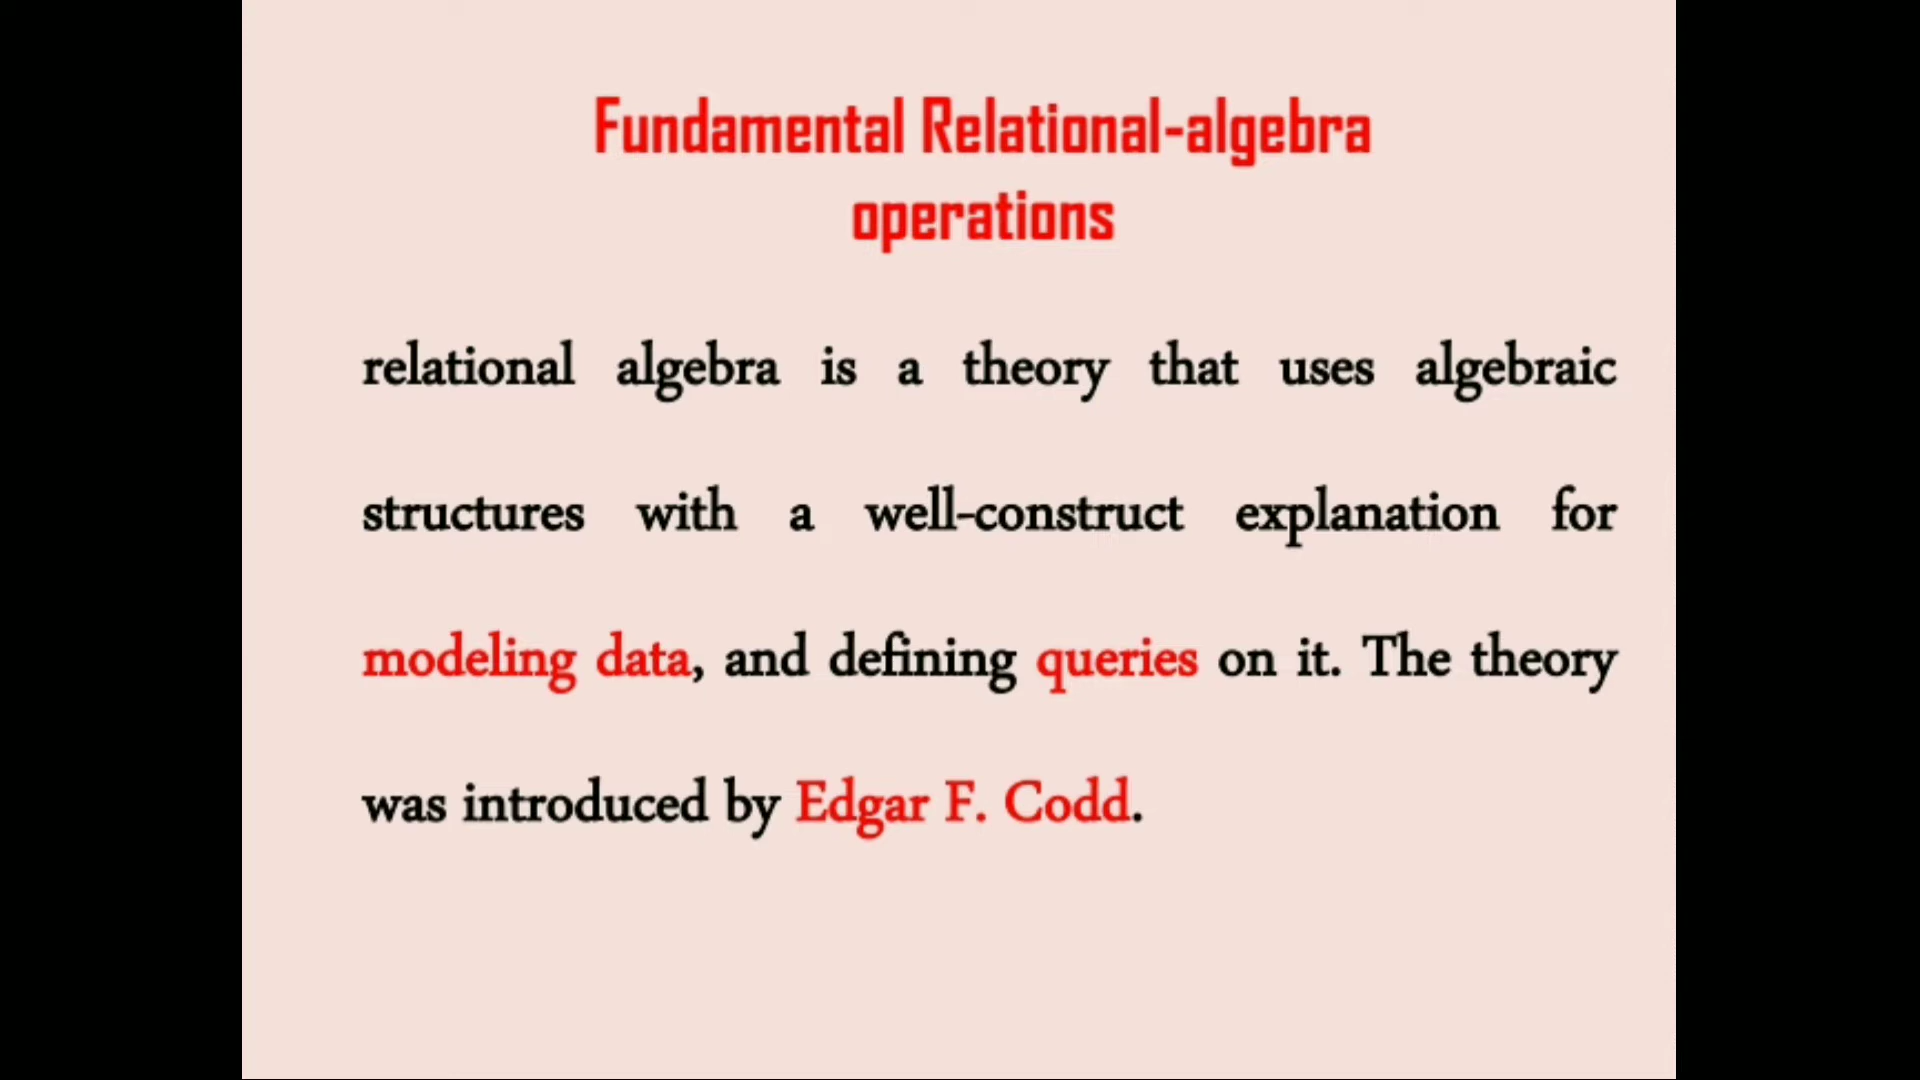 Fundamental Relational-algebra
operations
relational algebra is a theory that uses algebraic
structures with a well-construct explanation for
modeling data, and defining queries on it. The theory
was introduced by Edgar F. Codd.